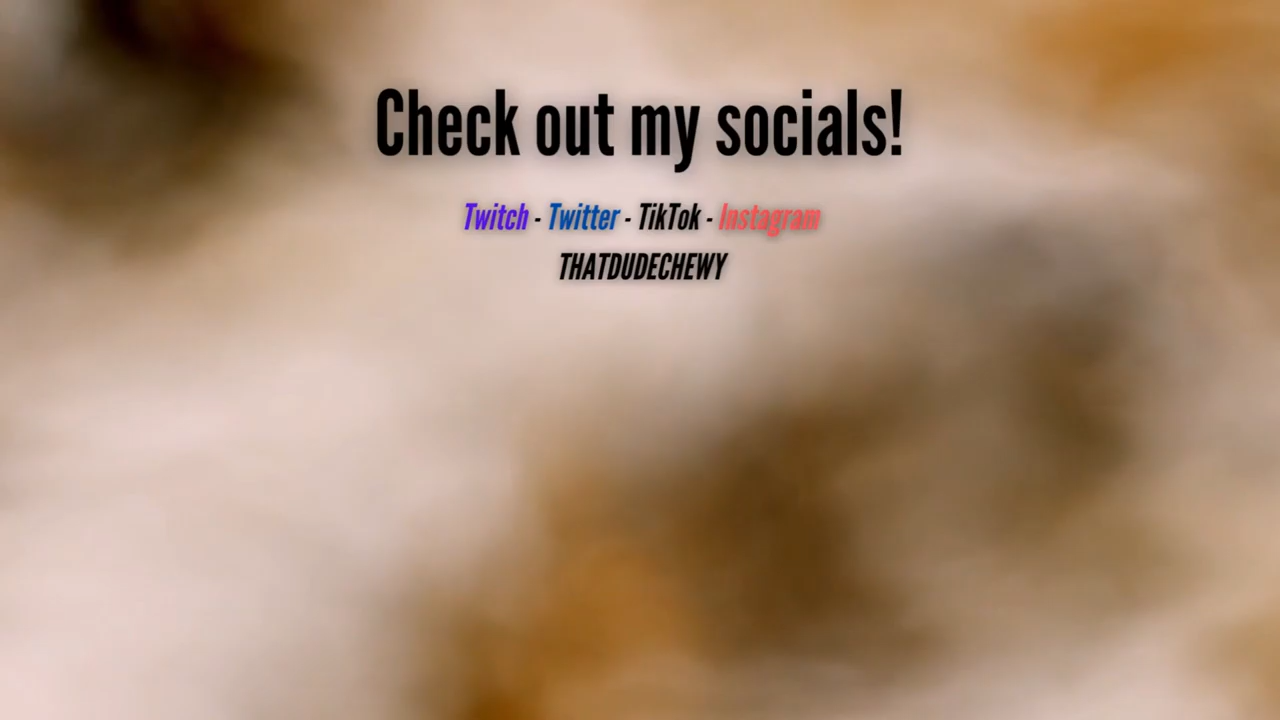 Check out my socials!
Twitch - Twitter - TikTok - Instagram
THATDUDECHEWY